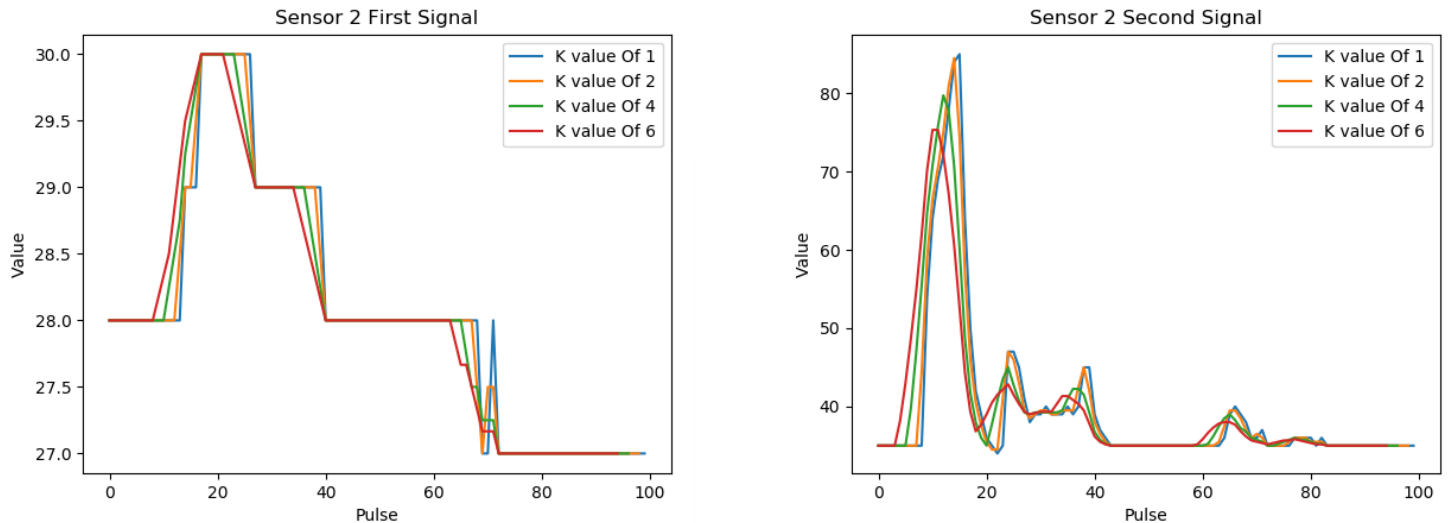 Sensor 2 First Signal
K value Of 1
K value Of 2
K value Of 4
K value Of 6
30.0
29.5
29.0
28.5
28.0
27.5
27.0
Value
0 20 40 60 80 100
Pulse
Sensor 2 Second Signal
K value Of 1
K value Of 2
K value Of 4
K value Of 6
80
70
60
50
40
Value
0 20 40 60 80 100
Pulse